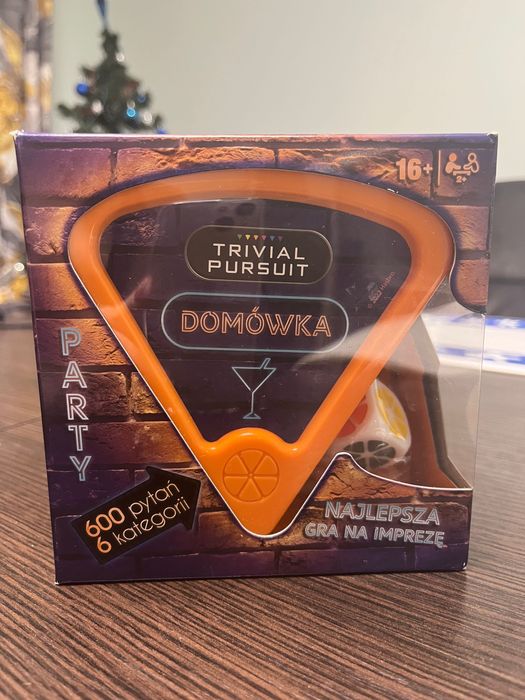 16+
2+
TRIVIAL
PURSUIT
DOMÓWKA
PARTY
600 pytań
6 kategorii
NAJLEPSZA
GRA NA IMPREZĘ